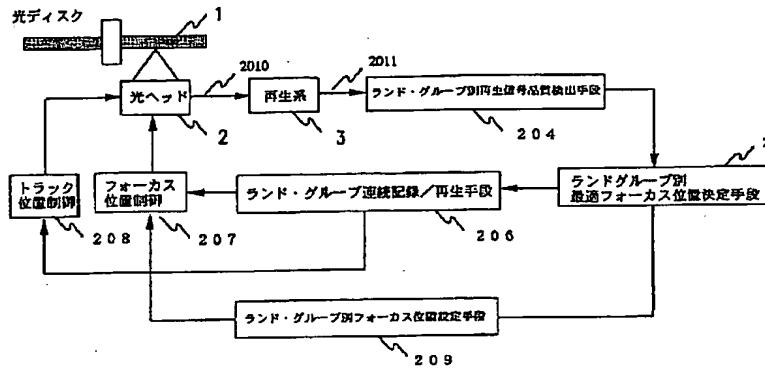 光ディスク
1
2010
2011
光ヘッド
再生系
ランド・グループ別再生信号品質検出手段
2
3
204
トラック
位置制御
フォーカス
位置制御
ランド・グループ連続記録／再生手段
ランドグループ別
最適フォーカス位置決定手段
208
207
206
ランド・グループ別フォーカス位置設定手段
209